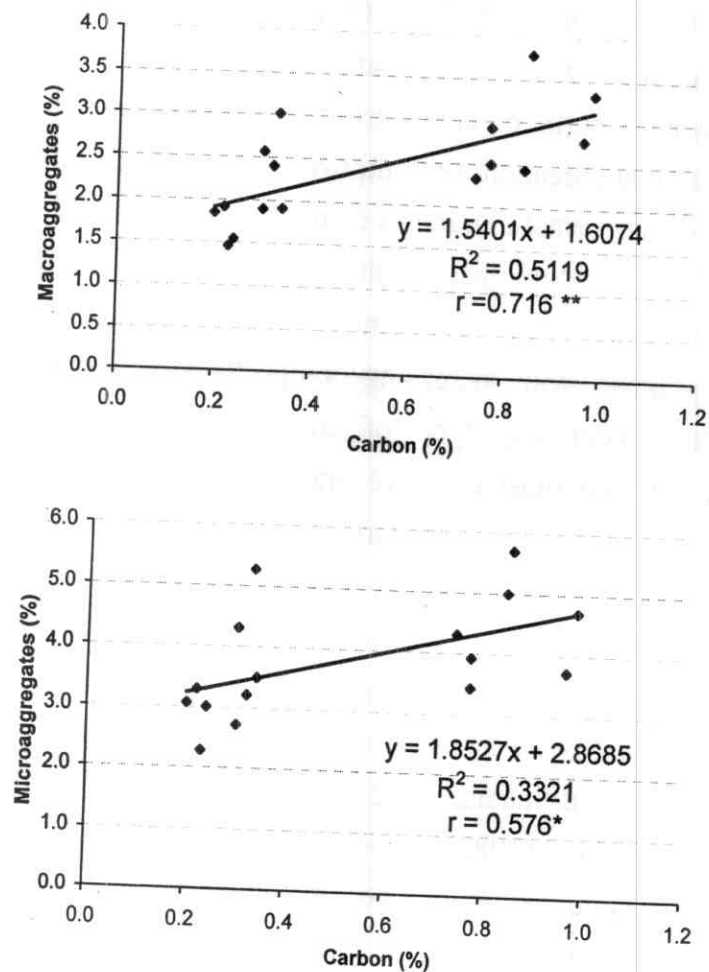 4.0
3.5
3.0
2.5
2.0
1.5
1.0
0.5
0.0
Macroaggregates (%)
y = 1.5401x + 1.6074
R² = 0.5119
r =0.716 **
0.0 0.2 0.4 0.6 0.8 1.0 1.2
Carbon (%)
6.0
5.0
4.0
3.0
2.0
1.0
0.0
Microaggregates (%)
y = 1.8527x + 2.8685
R² = 0.3321
r = 0.576*
0.0 0.2 0.4 0.6 0.8 1.0 1.2
Carbon (%)